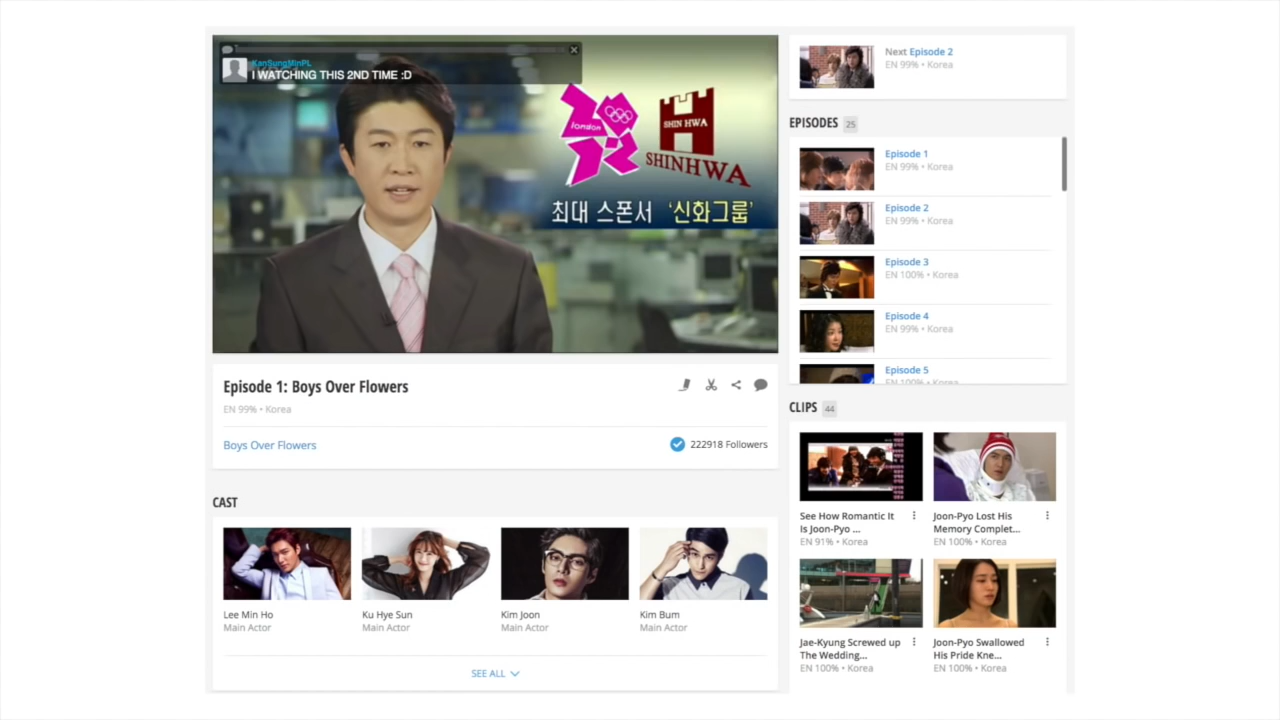 1
KanSungMinPL
I WATCHING THIS 2ND TIME :D
london
SHIN HWA
SHINHWA
최대 스폰서 ‘신화그룹’
Episode 1: Boys Over Flowers
EN 99% • Korea
Boys Over Flowers
222918 Followers
CAST
Lee Min Ho
Main Actor
Ku Hye Sun
Main Actor
Kim Joon
Main Actor
Kim Bum
Main Actor
SEE ALL
Next Episode 2
EN 99% • Korea
EPISODES 25
Episode 1
EN 99% • Korea
Episode 2
EN 99% • Korea
Episode 3
EN 100% • Korea
Episode 4
EN 99% • Korea
Episode 5
EN 100% • Korea
CLIPS 44
See How Romantic It
Is Joon-Pyo ...
EN 91% • Korea
Joon-Pyo Lost His
Memory Complet...
EN 100% • Korea
Jae-Kyung Screwed up
The Wedding...
EN 100% • Korea
Joon-Pyo Swallowed
His Pride Kne...
EN 100% • Korea